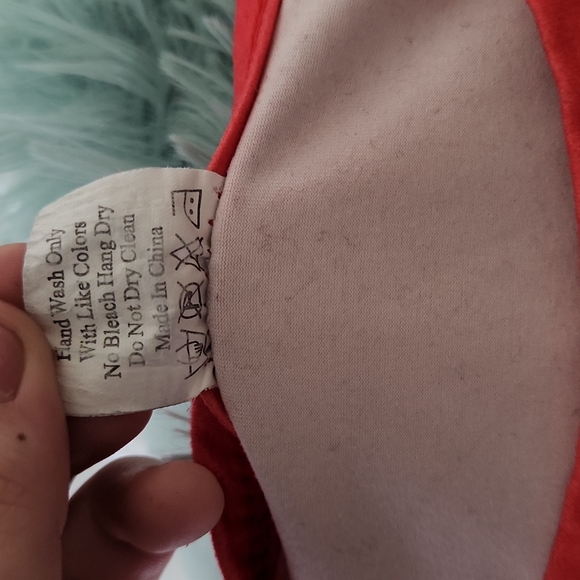 Hand Wash Only
With Like Colors
No Bleach Hang Dry
Do Not Dry Clean
Made In China